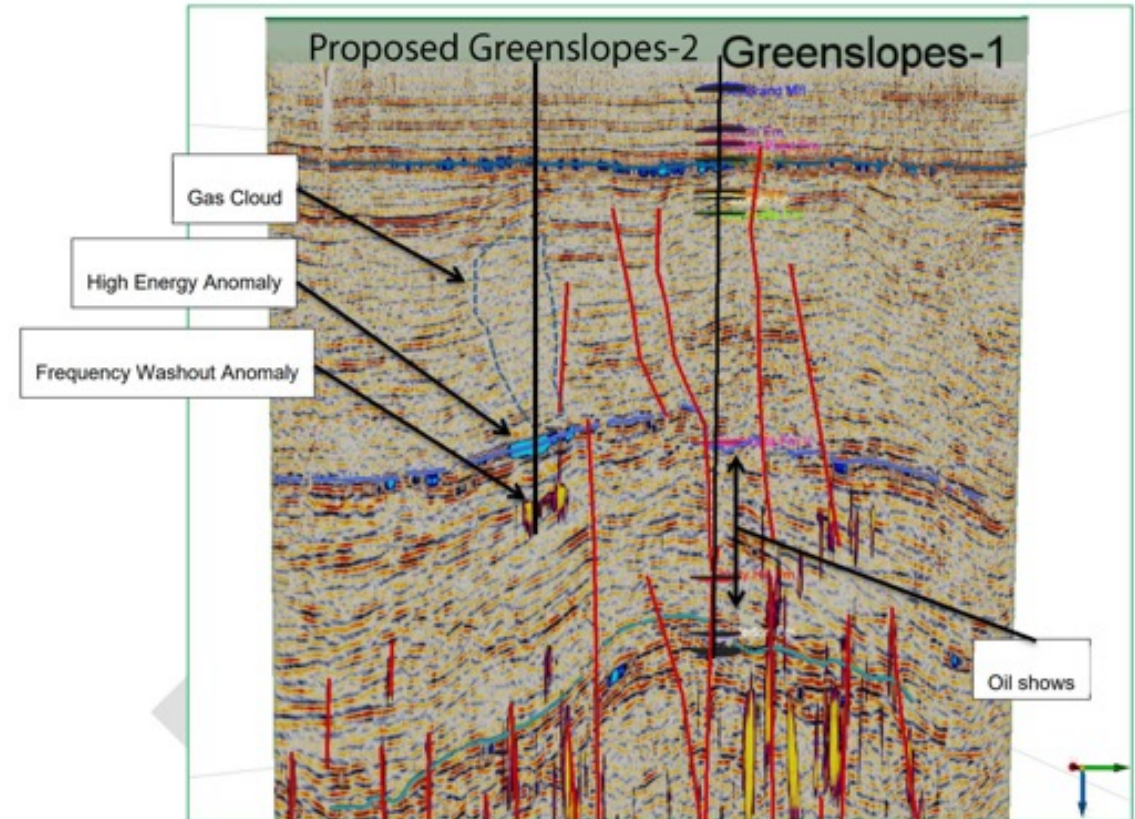 Proposed Greenslopes-2
Greenslopes-1
Gas Cloud
High Energy Anomaly
Frequency Washout Anomaly
Oil shows